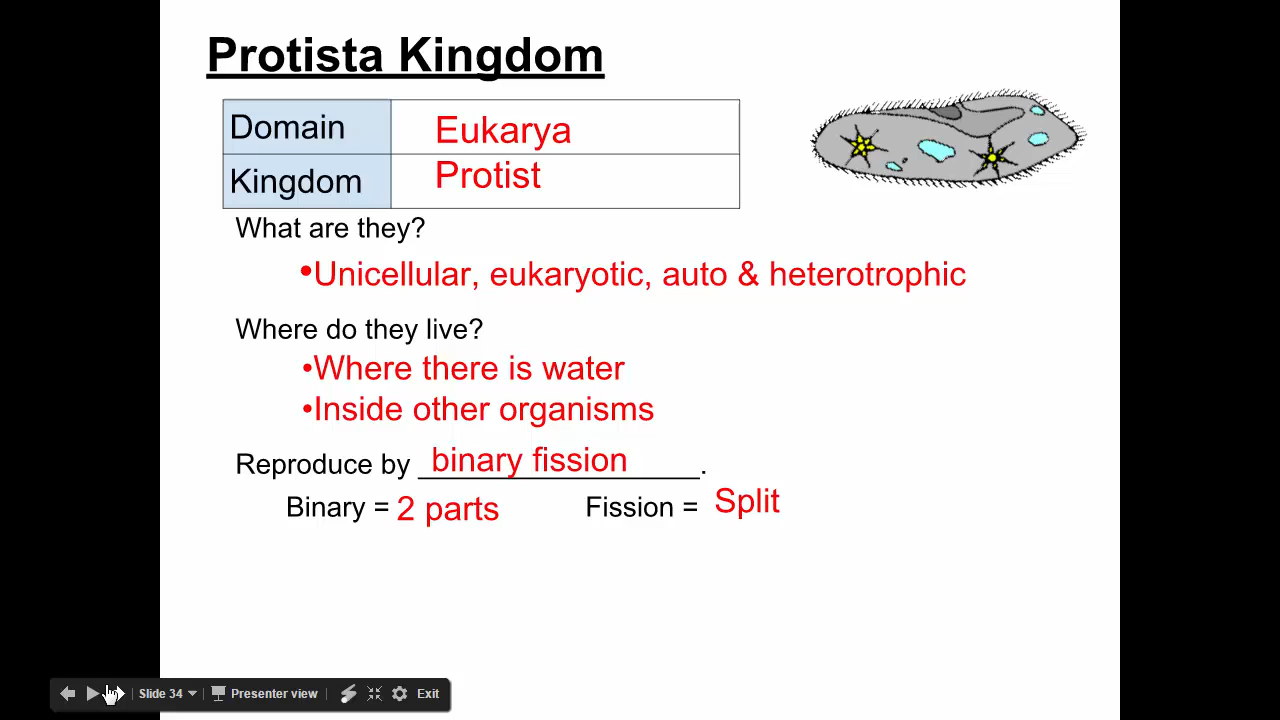 Protista Kingdom
Domain Eukarya
Kingdom Protist
What are they?
•Unicellular, eukaryotic, auto & heterotrophic
Where do they live?
•Where there is water
•Inside other organisms
Reproduce by binary fission.
Binary = 2 parts Fission = Split
Slide 34 Presenter view Exit